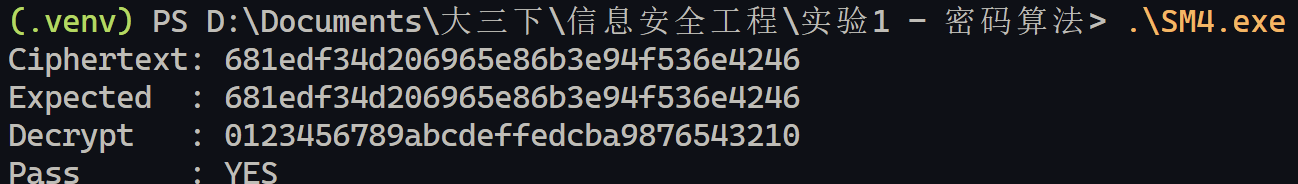 (.venv) PS D:\Documents\大三下\信息安全工程\实验1 - 密码算法> .\SM4.exe
Ciphertext: 681edf34d206965e86b3e94f536e4246
Expected  : 681edf34d206965e86b3e94f536e4246
Decrypt   : 0123456789abcdeffedcba9876543210
Pass      : YES